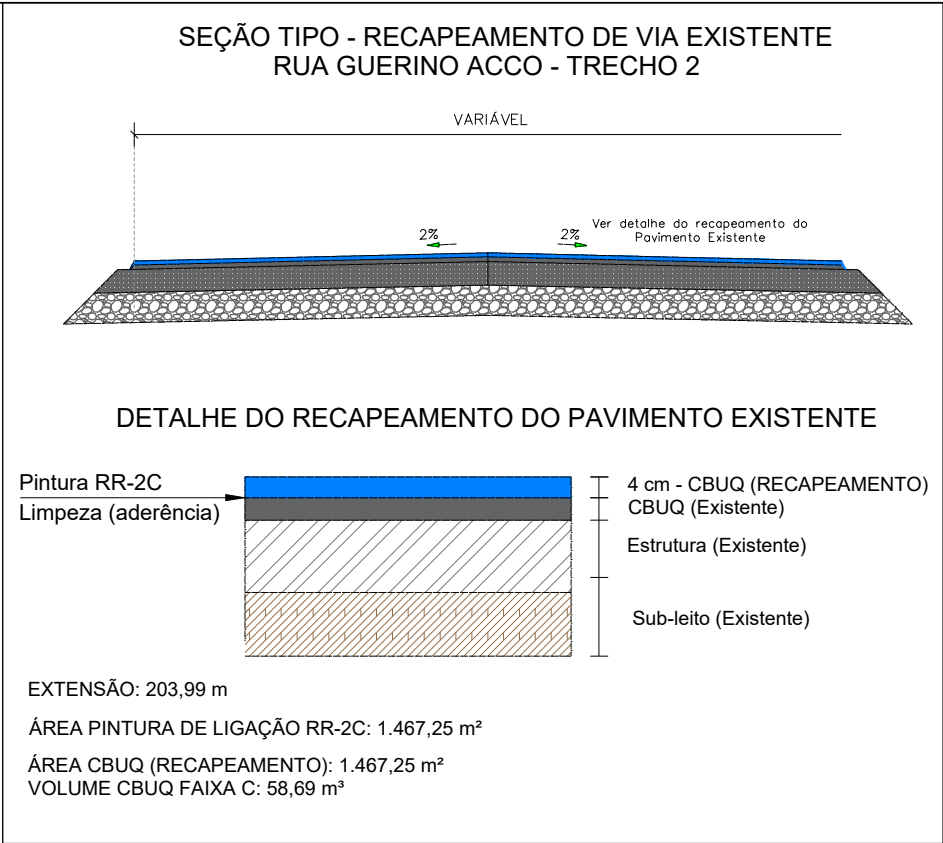 SEÇÃO TIPO - RECAPEAMENTO DE VIA EXISTENTE
RUA GUERINO ACCO - TRECHO 2
VARIÁVEL
2%
2%
Ver detalhe do recapeamento do
Pavimento Existente
DETALHE DO RECAPEAMENTO DO PAVIMENTO EXISTENTE
Pintura RR-2C
Limpeza (aderência)
4 cm - CBUQ (RECAPEAMENTO)
CBUQ (Existente)
Estrutura (Existente)
Sub-leito (Existente)
EXTENSÃO: 203,99 m
ÁREA PINTURA DE LIGAÇÃO RR-2C: 1.467,25 m²
ÁREA CBUQ (RECAPEAMENTO): 1.467,25 m²
VOLUME CBUQ FAIXA C: 58,69 m³